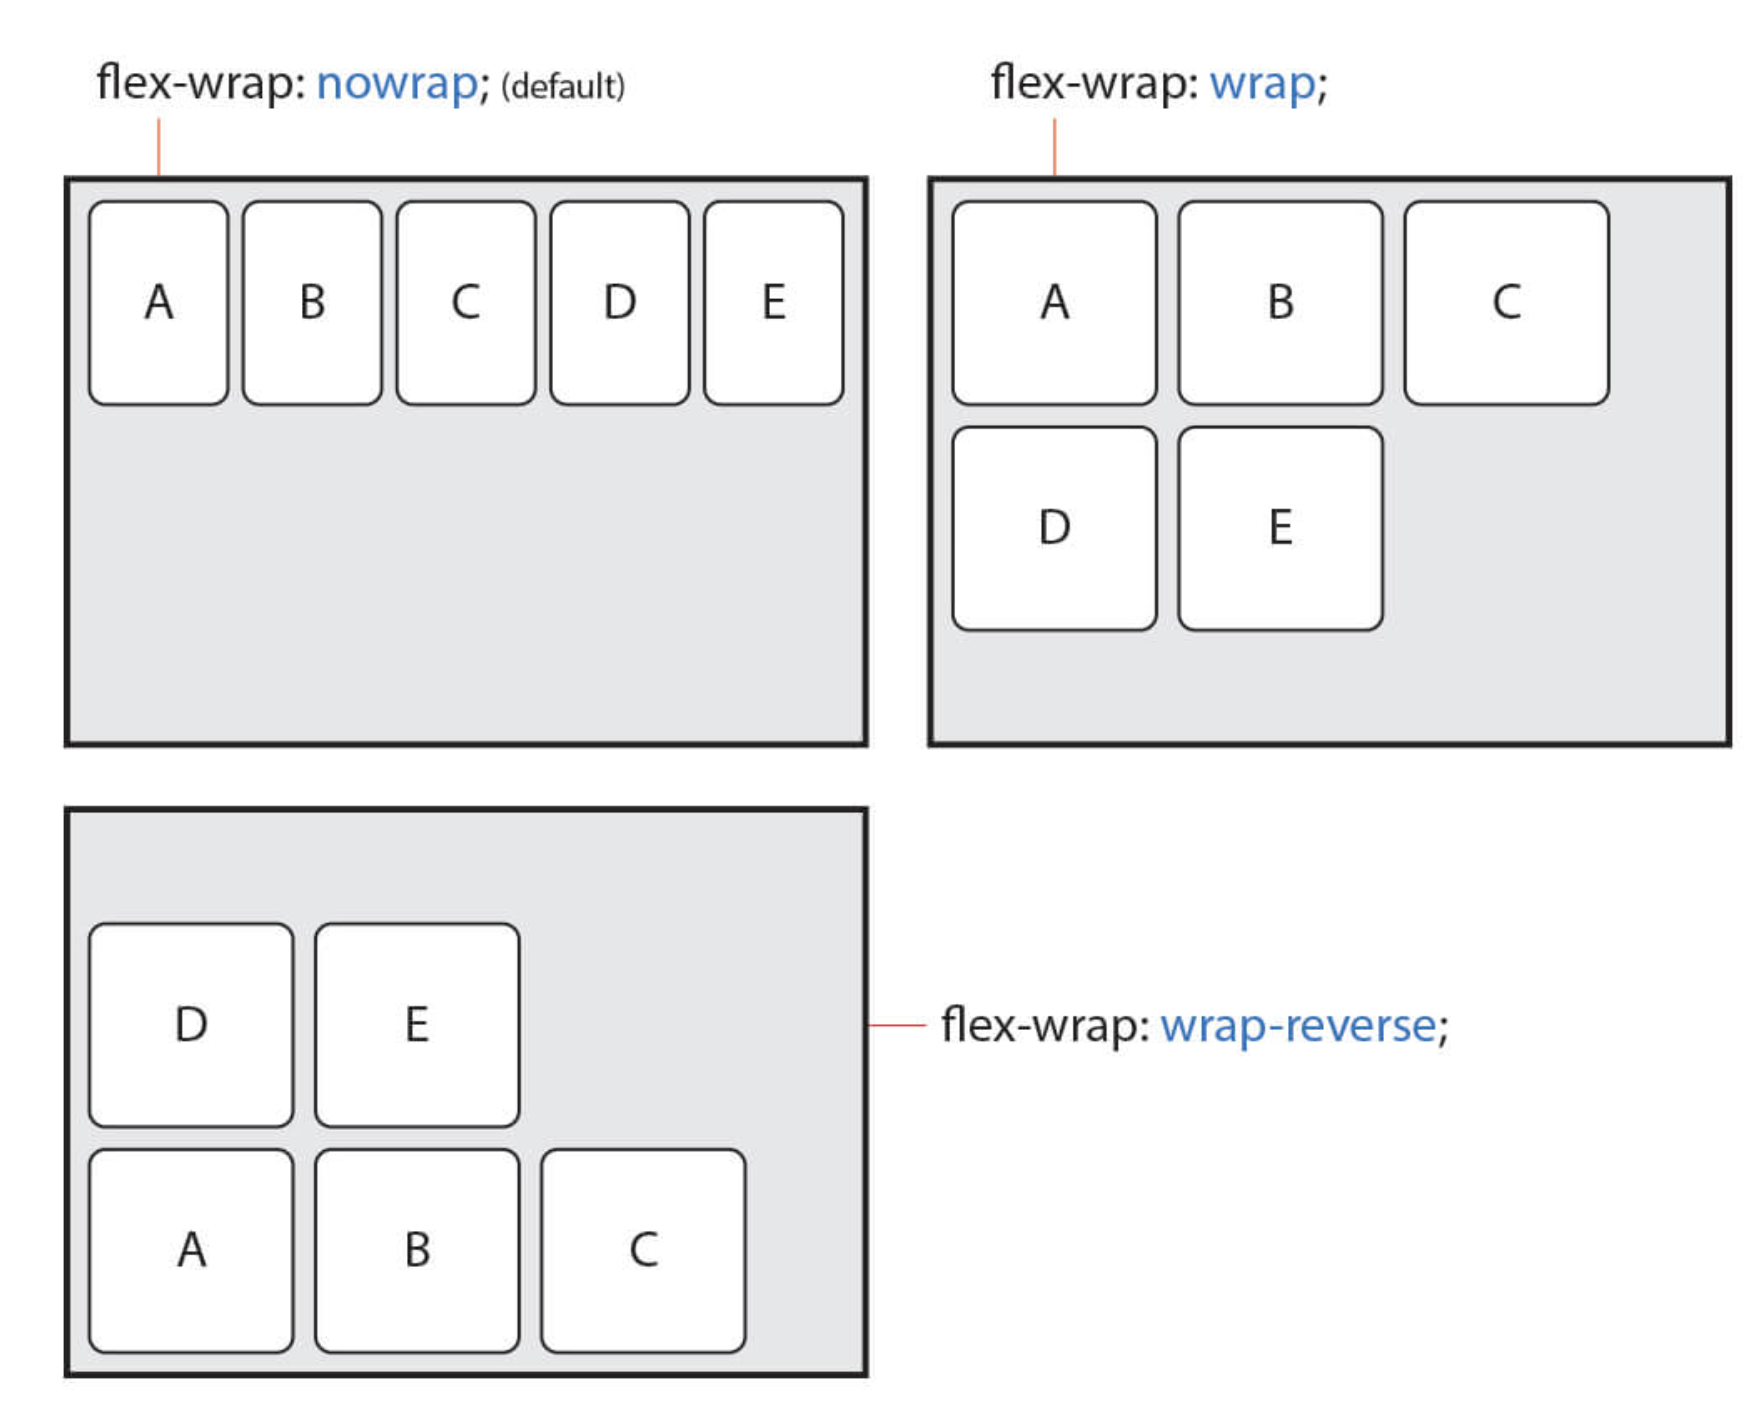 flex-wrap: nowrap; (default)
A B C D E
flex-wrap: wrap;
A B C
D E
D E
A B C
flex-wrap: wrap-reverse;